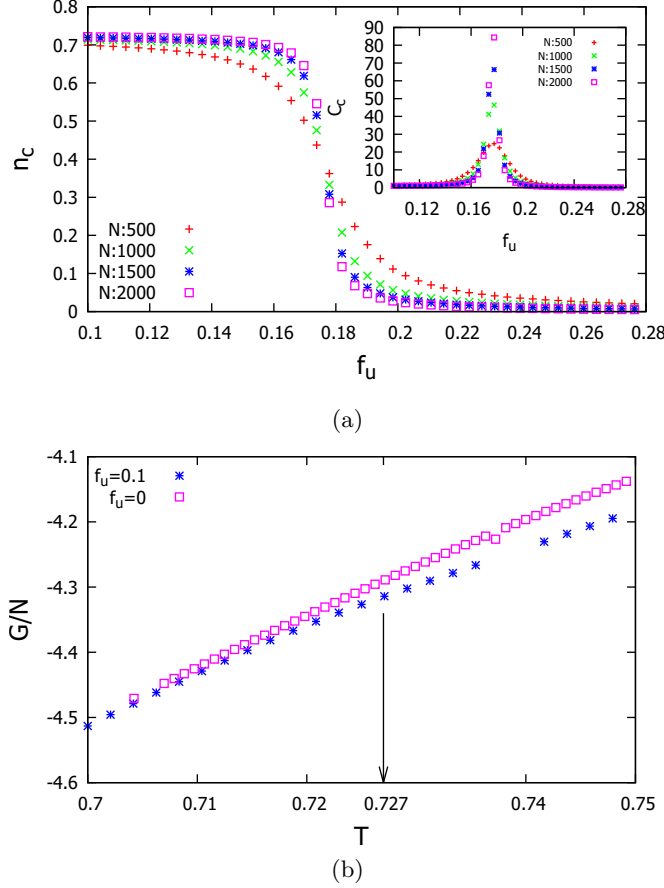 0.8
0.7
0.6
0.5
0.4
0.3
0.2
0.1
0
n_c
N:500
N:1000
N:1500
N:2000
0.1 0.12 0.14 0.16 0.18 0.2 0.22 0.24 0.26 0.28
f_u
90
80
70
60
50
40
30
20
10
0
C_c
N:500
N:1000
N:1500
N:2000
0.12 0.16 0.20 0.24 0.28
f_u
(a)
-4.1
-4.2
-4.3
-4.4
-4.5
-4.6
G/N
f_u=0.1
f_u=0
0.7 0.71 0.72 0.727 0.74 0.75
T
(b)